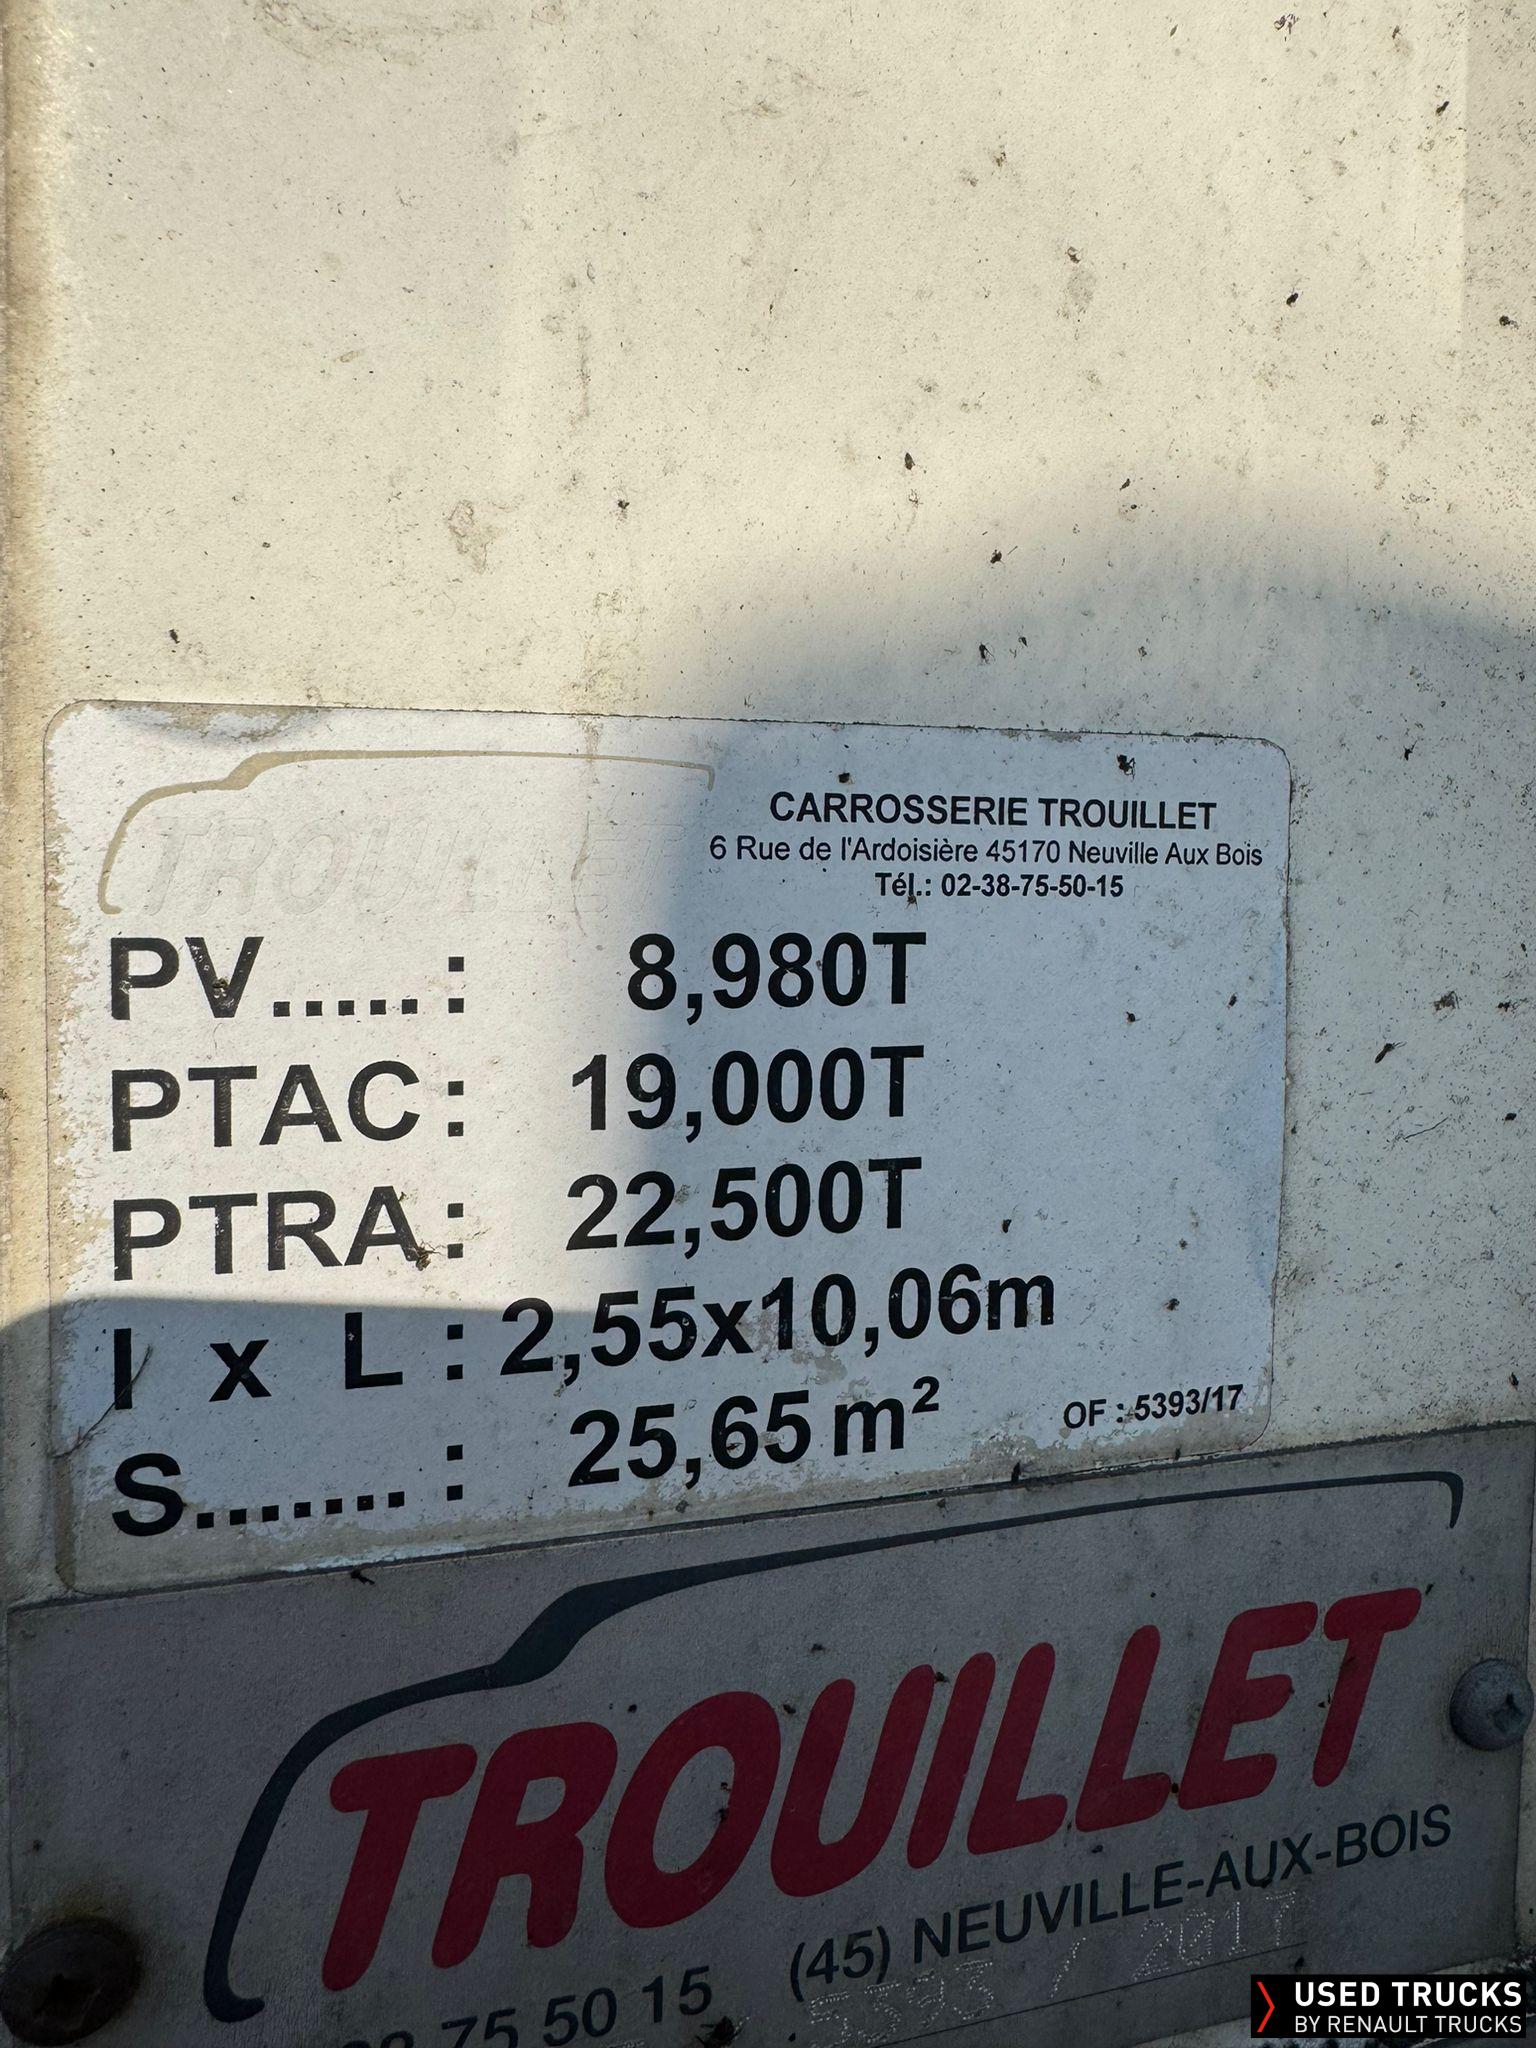 TROUILLET
CARROSSERIE TROUILLET
6 Rue de l'Ardoisière 45170 Neuville Aux Bois
Tél.: 02-38-75-50-15
PV.....: 8,980T
PTAC: 19,000T
PTRA: 22,500T
l x L: 2,55x10,06m
S.......: 25,65 m²
OF : 5393/17
TROUILLET
75 50 15 (45) NEUVILLE-AUX-BOIS
5393 / 2017
USED TRUCKS
BY RENAULT TRUCKS